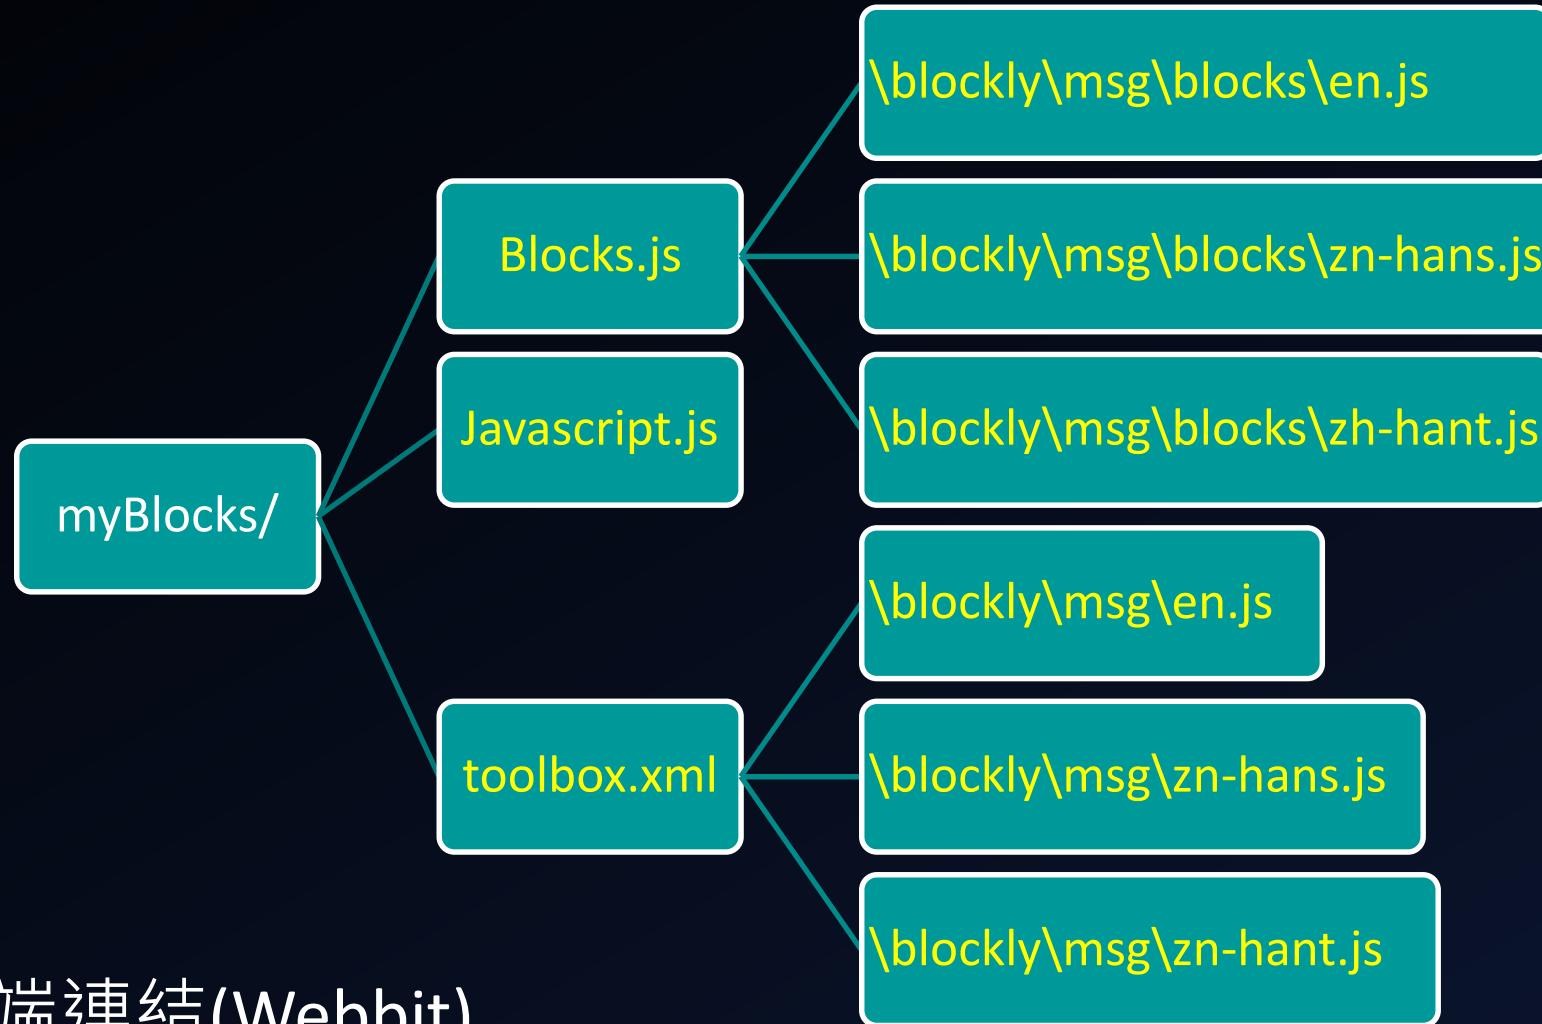 myBlocks/
Blocks.js
\blockly\msg\blocks\en.js
\blockly\msg\blocks\zn-hans.js
\blockly\msg\blocks\zh-hant.js
Javascript.js
toolbox.xml
\blockly\msg\en.js
\blockly\msg\zn-hans.js
\blockly\msg\zn-hant.js
端連結(Webbit)